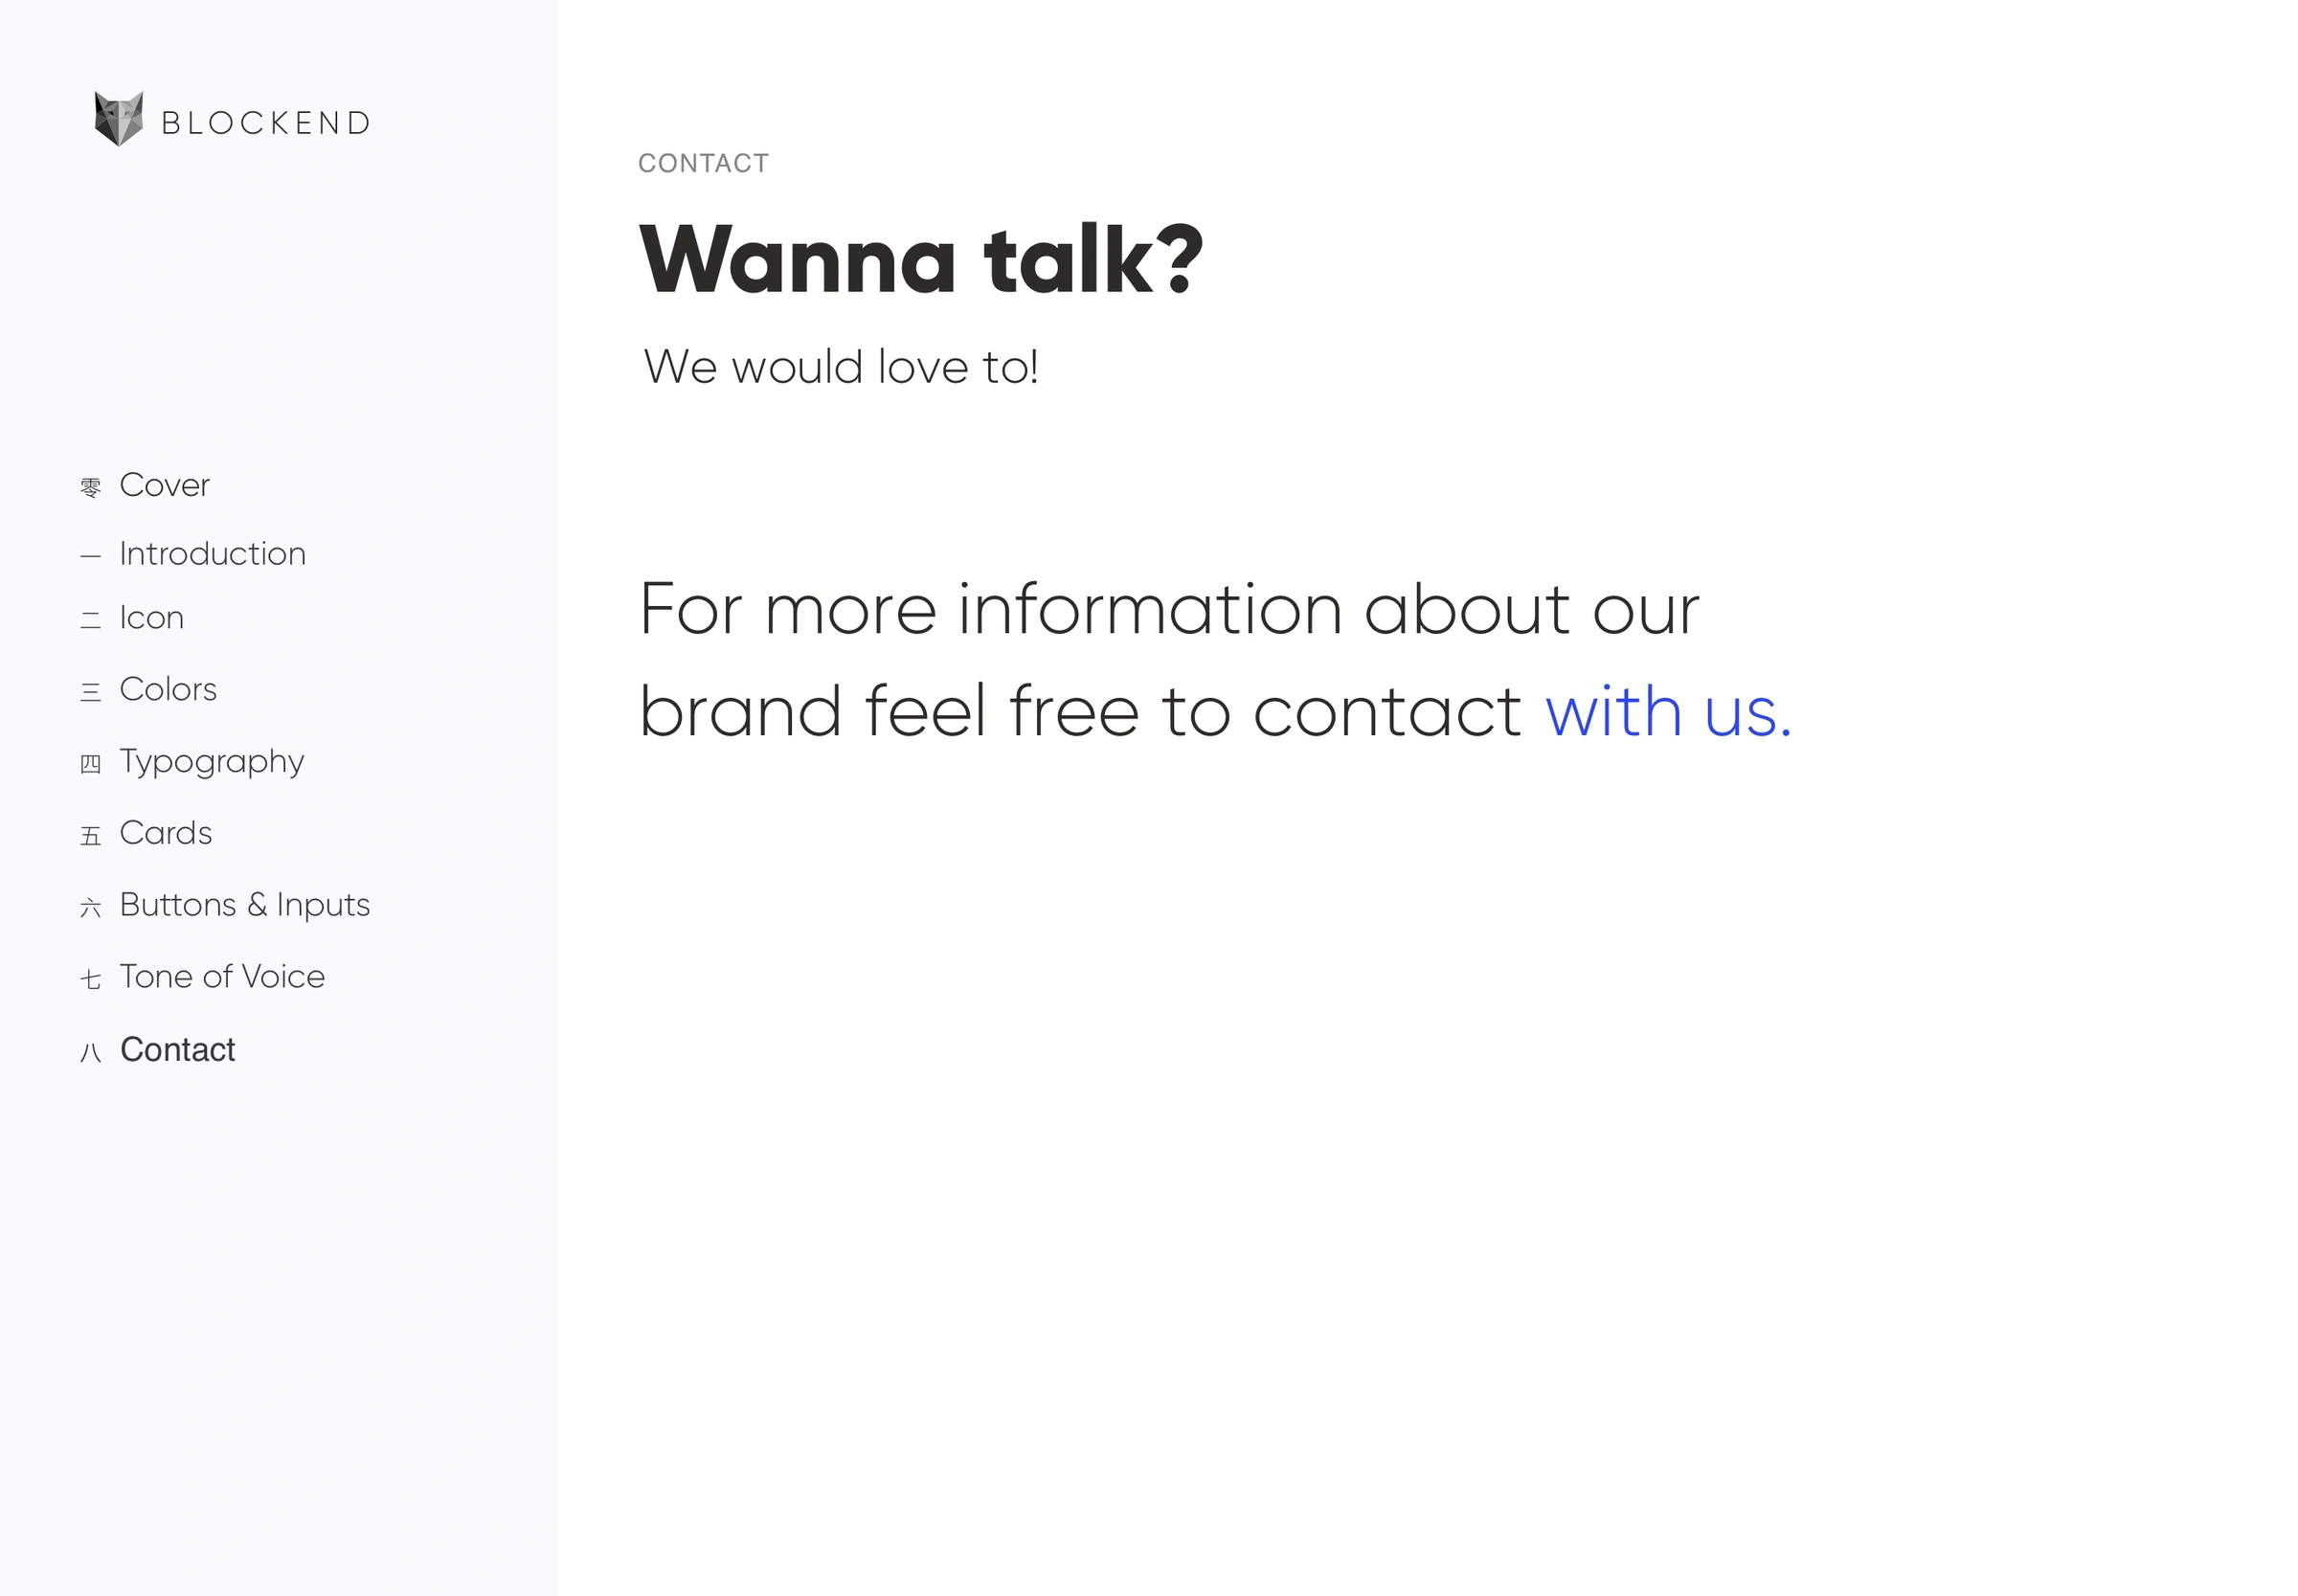 BLOCKEND
零 Cover
一 Introduction
二 Icon
三 Colors
四 Typography
五 Cards
六 Buttons & Inputs
七 Tone of Voice
八 Contact
CONTACT
Wanna talk?
We would love to!
For more information about our
brand feel free to contact with us.